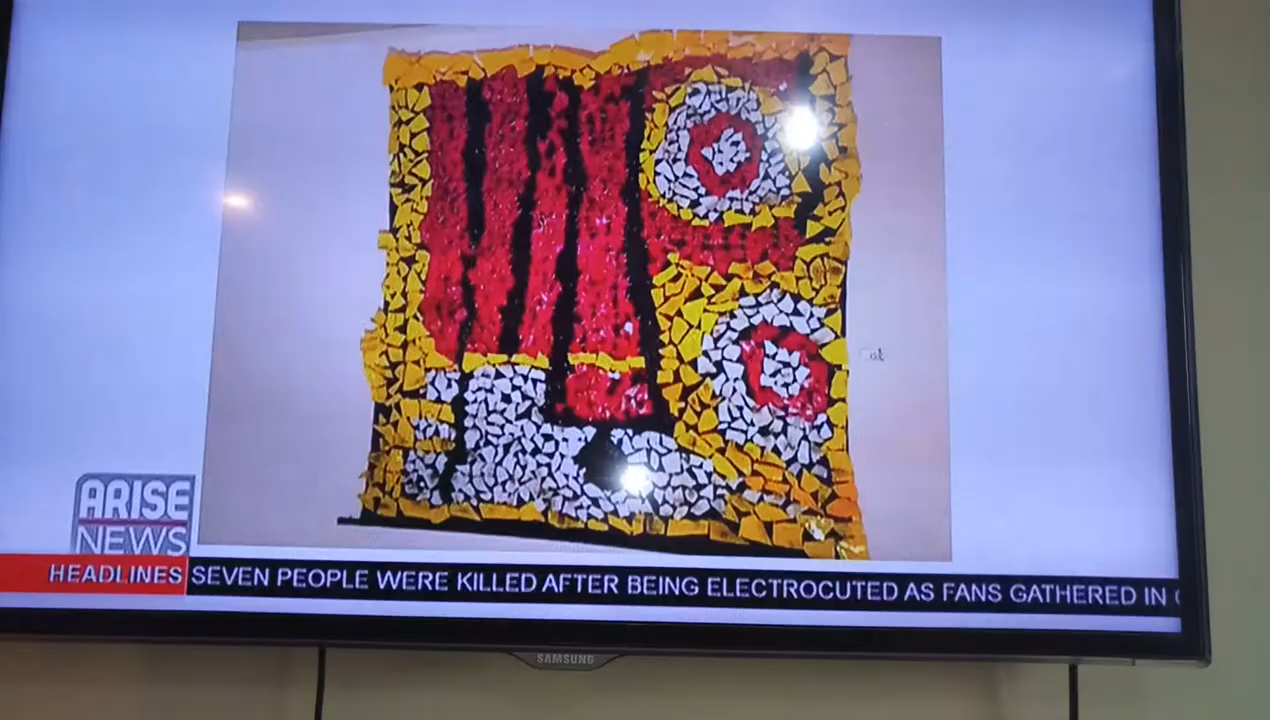 ARISE
NEWS
HEADLINES SEVEN PEOPLE WERE KILLED AFTER BEING ELECTROCUTED AS FANS GATHERED IN
SAMSUNG